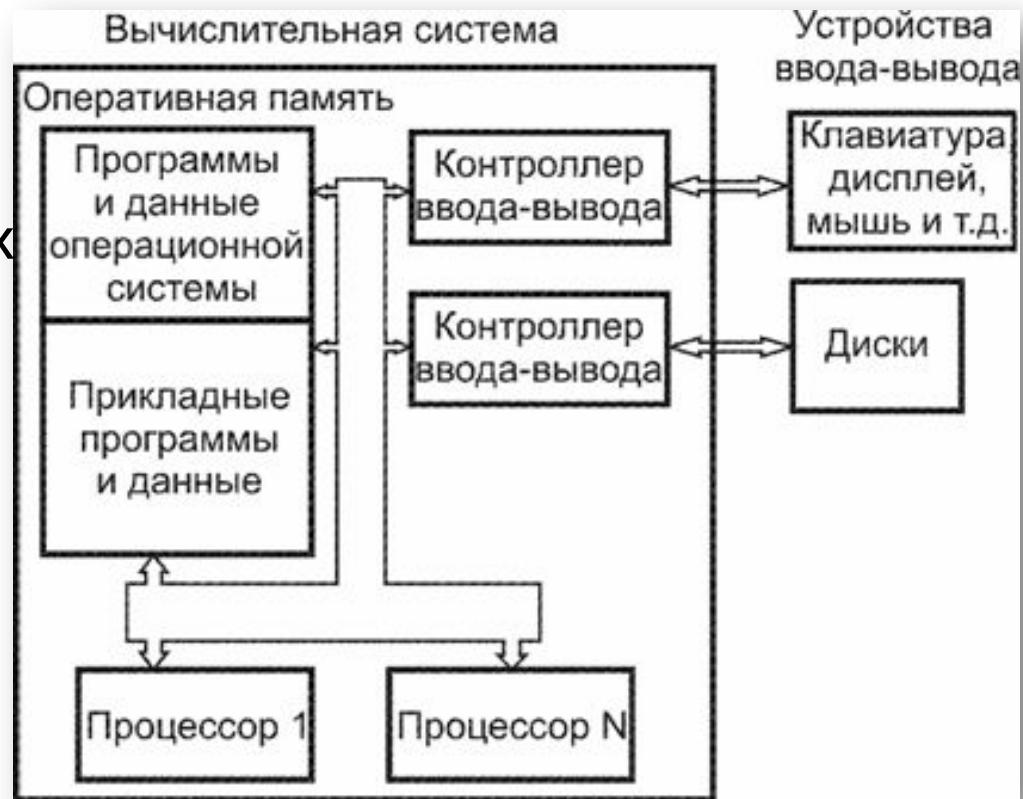 Вычислительная система
Устройства
ввода-вывода
Оперативная память
Программы
и данные
операционной
системы
Прикладные
программы
и данные
Контроллер
ввода-вывода
Контроллер
ввода-вывода
Клавиатура,
дисплей,
мышь и т.д.
Диски
Процессор 1
Процессор N
к